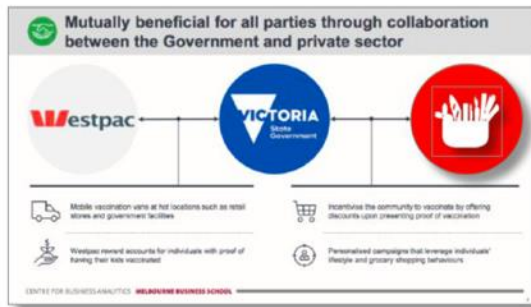 Mutually beneficial for all parties through collaboration
between the Government and private sector
Westpac
VICTORIA
State
Government
Mobile vaccination vans at hot locations such as retail
stores and government facilities
Westpac reward accounts for individuals with proof of
having their kids vaccinated
Incentivise the community to vaccinate by offering
discounts upon presenting proof of vaccination
Personalised campaigns that leverage individuals'
lifestyle and grocery shopping behaviours
CENTRE FOR BUSINESS ANALYTICS MELBOURNE BUSINESS SCHOOL